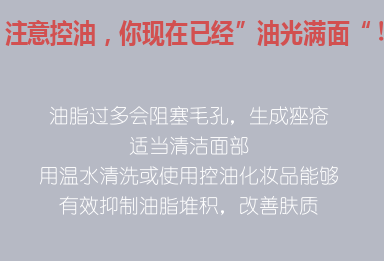 注意控油，你现在已经”油光满面“！
油脂过多会阻塞毛孔，生成痤疮
适当清洁面部
用温水清洗或使用控油化妆品能够
有效抑制油脂堆积，改善肤质